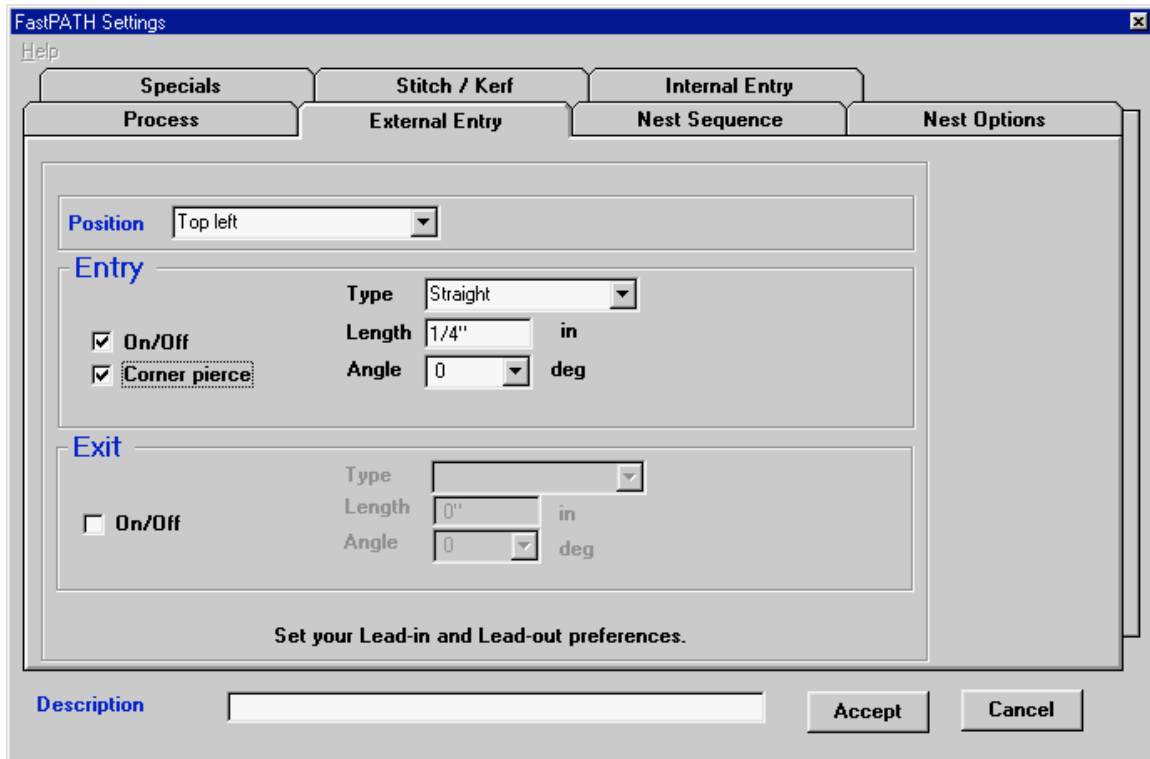 FastPATH Settings
Help
Specials
Stitch / Kerf
Internal Entry
Process
External Entry
Nest Sequence
Nest Options
Position
Top left
Entry
Type
Straight
On/Off
Length
1/4"
in
Corner pierce
Angle
0
deg
Exit
Type
On/Off
Length
0"
in
Angle
0
deg
Set your Lead-in and Lead-out preferences.
Description
Accept
Cancel